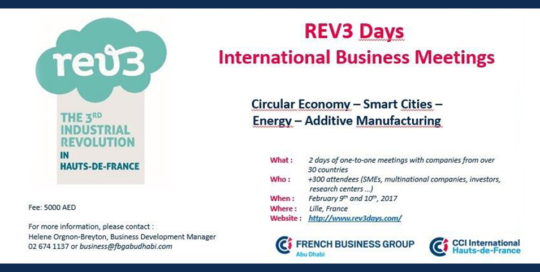 rev3
THE 3RD
INDUSTRIAL
REVOLUTION
IN
HAUTS-DE-FRANCE
Fee: 5000 AED
For more information, please contact :
Helene Orgnon-Breyton, Business Development Manager
02 674 1137 or business@fbgabudhabi.com
REV3 Days
International Business Meetings
Circular Economy – Smart Cities –
Energy – Additive Manufacturing
What : 2 days of one-to-one meetings with companies from over
30 countries
Who : +300 attendees (SMEs, multinational companies, investors,
research centers ...)
When : February 9th and 10th, 2017
Where : Lille, France
Website : http://www.rev3days.com/
FRENCH BUSINESS GROUP
Abu Dhabi
CCI International
Hauts-de-France